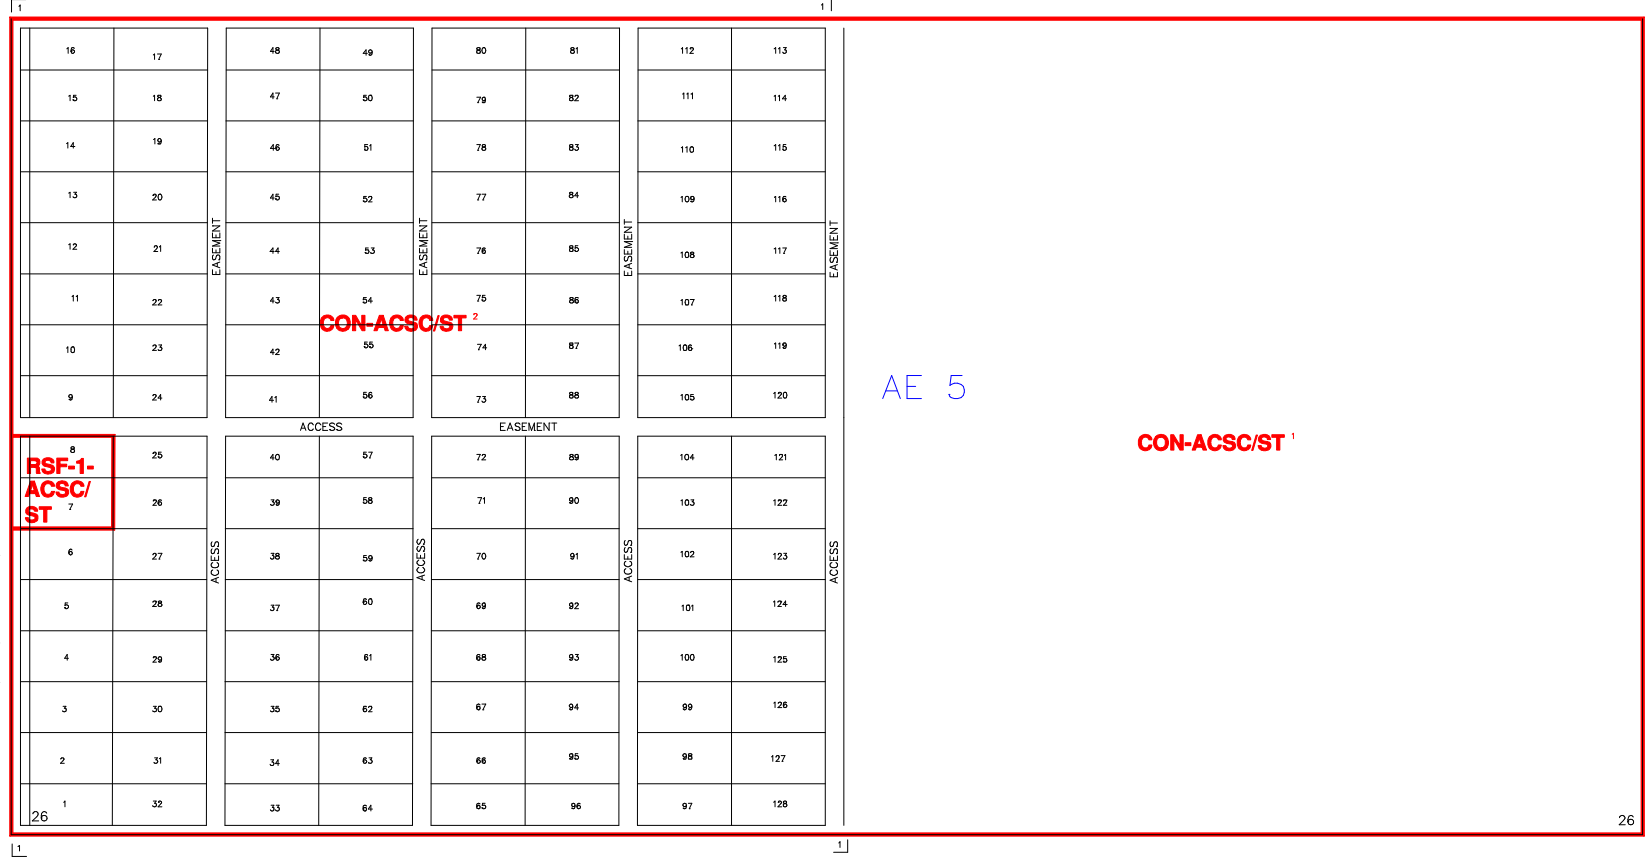 1 1
16 17 48 49 80 81 112 113
15 18 47 50 79 82 111 114
14 19 46 51 78 83 110 115
13 20 45 52 77 84 109 116
12 21 44 53 76 85 108 117
EASEMENT EASEMENT EASEMENT EASEMENT
11 22 43 54 75 86 107 118
CON-ACSC/ST 2
10 23 42 55 74 87 106 119
AE 5
9 24 41 56 73 88 105 120
ACCESS EASEMENT
CON-ACSC/ST 1
8 25 40 57 72 89 104 121
RSF-1-
ACSC/
ST
7 26 39 58 71 90 103 122
6 27 38 59 70 91 102 123
ACCESS ACCESS ACCESS ACCESS
5 28 37 60 69 92 101 124
4 29 36 61 68 93 100 125
3 30 35 62 67 94 99 126
2 31 34 63 66 95 98 127
1 32 33 64 65 96 97 128
26 26
1 1